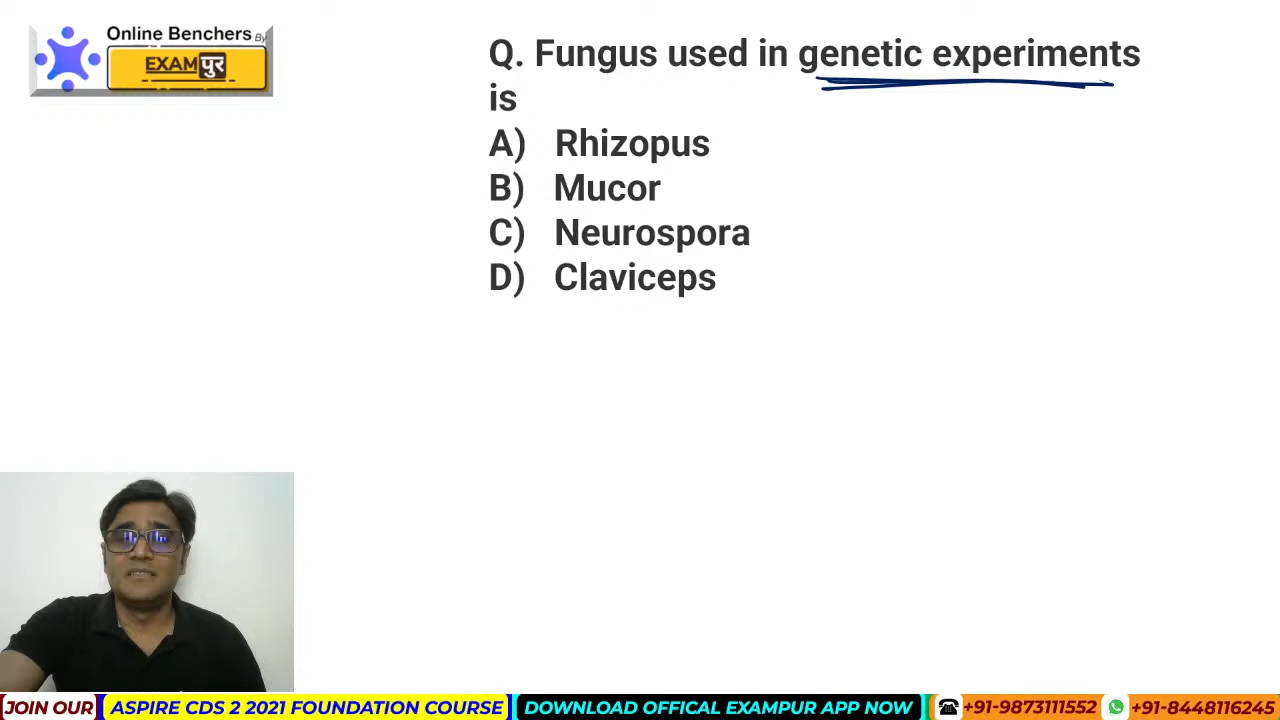 Online Benchers By
EXAMपुर
Q. Fungus used in genetic experiments
is
A) Rhizopus
B) Mucor
C) Neurospora
D) Claviceps
JOIN OUR ASPIRE CDS 2 2021 FOUNDATION COURSE DOWNLOAD OFFICAL EXAMPUR APP NOW +91-9873111552 +91-8448116245